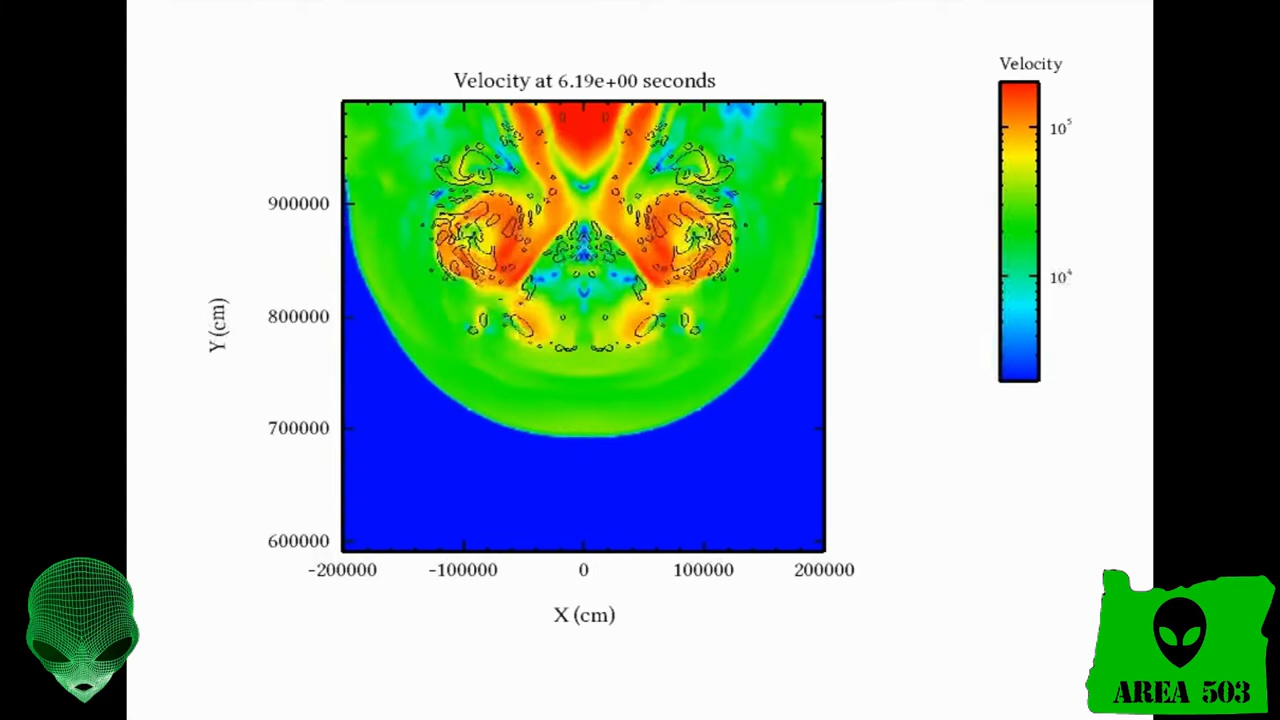 Velocity
Velocity at 6.19e+00 seconds
10⁵
900000
10⁴
800000
Y (cm)
700000
600000
-200000
-100000
0
100000
200000
X (cm)
AREA 503